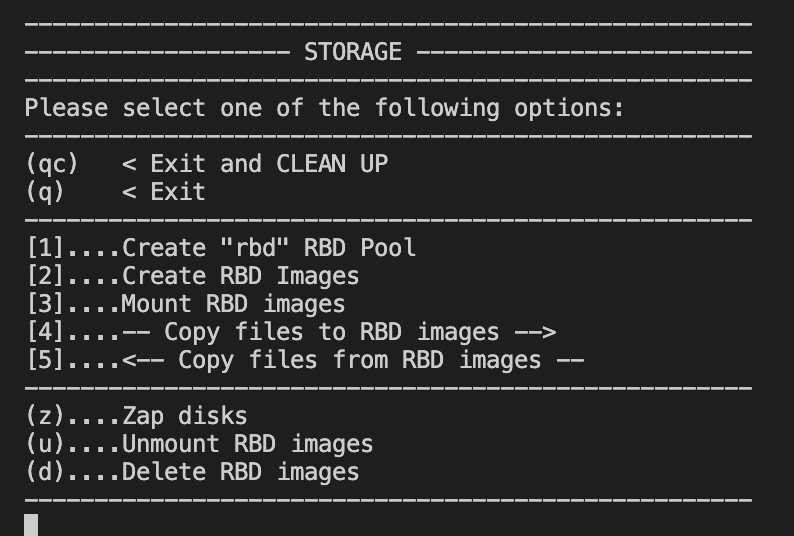 ----------------------------------------------------
------------------- STORAGE ------------------------
----------------------------------------------------
Please select one of the following options:
----------------------------------------------------
(qc)   < Exit and CLEAN UP
(q)    < Exit
----------------------------------------------------
[1]....Create "rbd" RBD Pool
[2]....Create RBD Images
[3]....Mount RBD images
[4]....-- Copy files to RBD images -->
[5]....<-- Copy files from RBD images --
----------------------------------------------------
(z)....Zap disks
(u)....Unmount RBD images
(d)....Delete RBD images
----------------------------------------------------